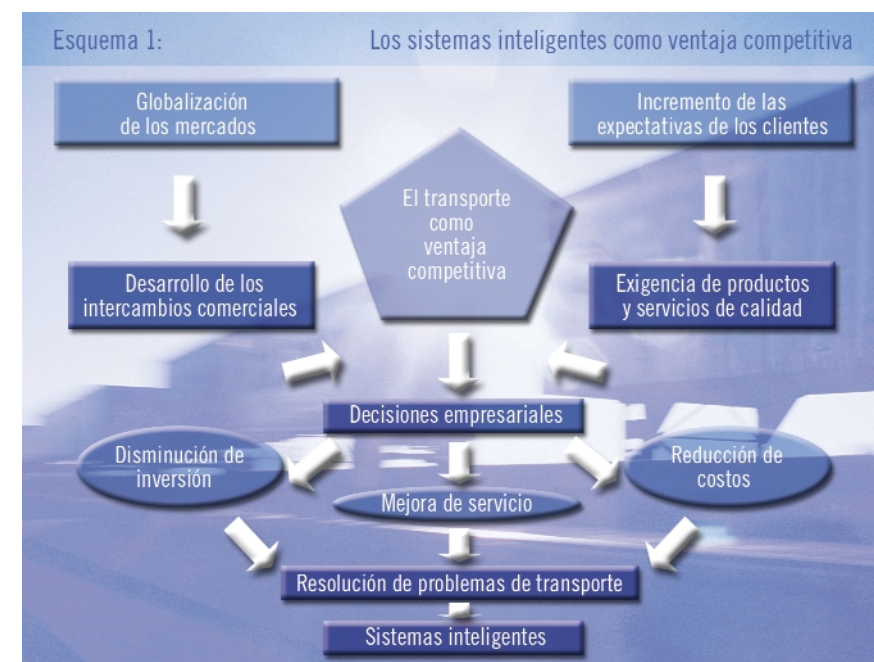 Esquema 1:
Los sistemas inteligentes como ventaja competitiva
Globalización
de los mercados
Incremento de las
expectativas de los clientes
El transporte
como
ventaja
competitiva
Desarrollo de los
intercambios comerciales
Exigencia de productos
y servicios de calidad
Decisiones empresariales
Disminución de
inversión
Mejora de servicio
Reducción de
costos
Resolución de problemas de transporte
Sistemas inteligentes